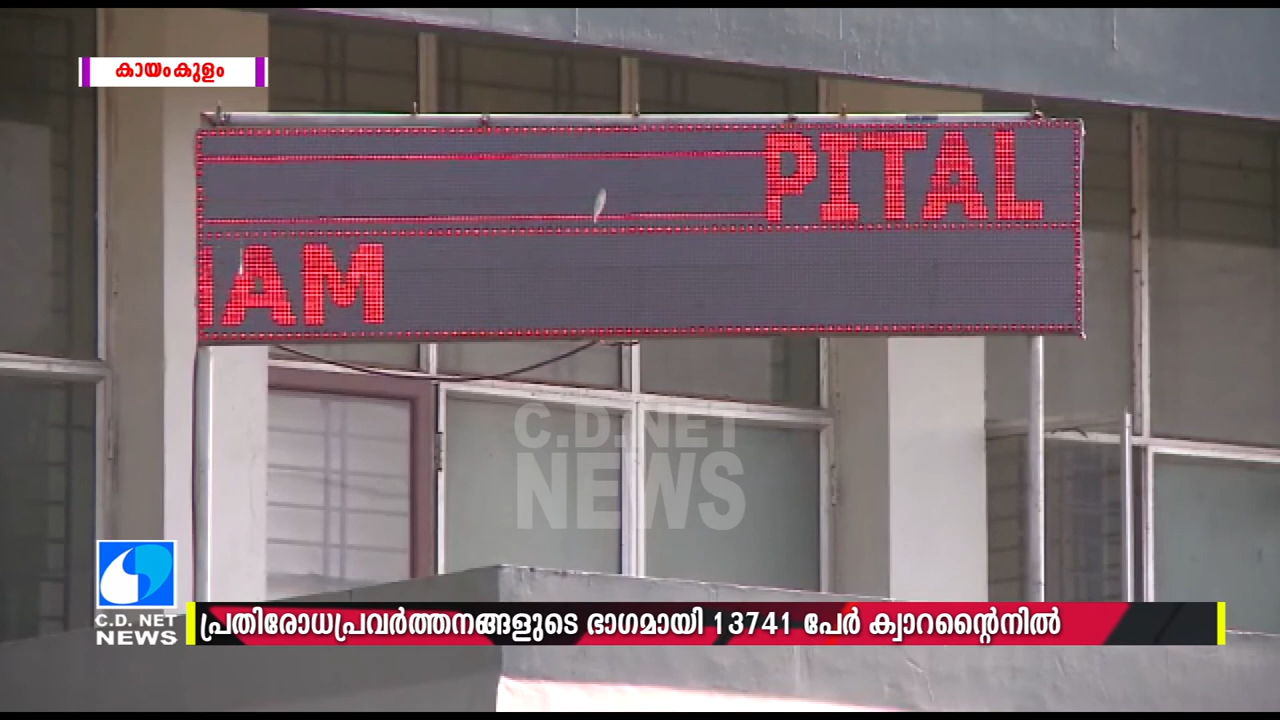 കായംകുളം
PITAL
IAM
C.D.NET
NEWS
C.D. NET
NEWS
പ്രതിരോധപ്രവർത്തനങ്ങളുടെ ഭാഗമായി 13741 പേർ ക്വാറന്റൈനിൽ